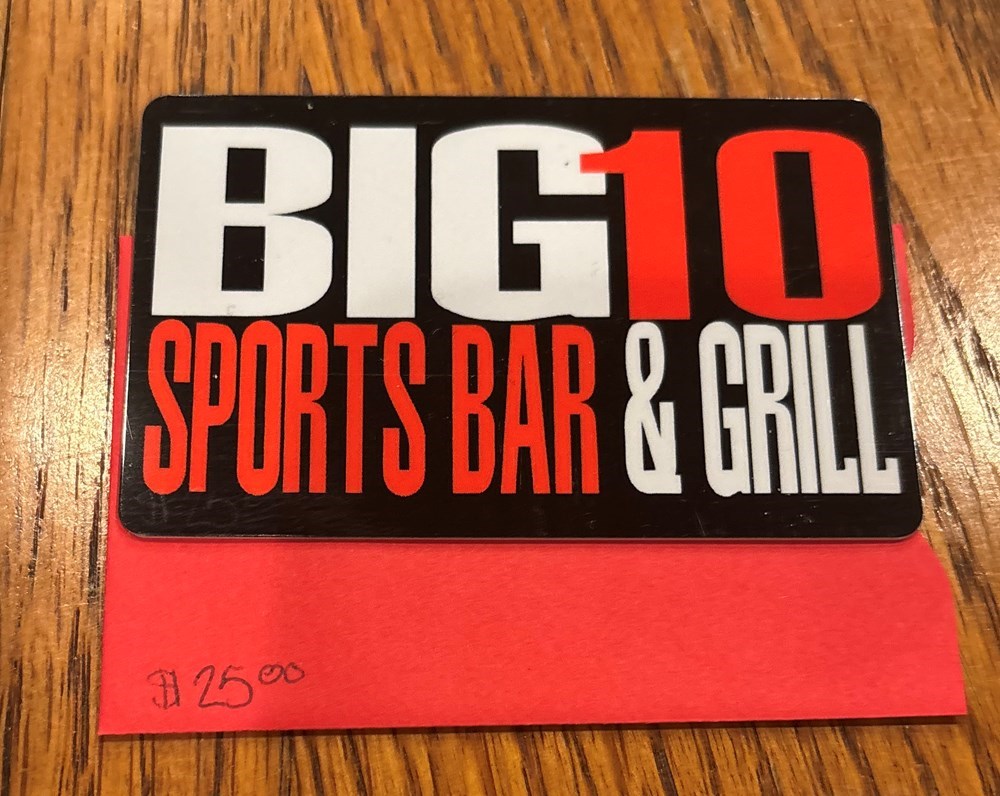 BIG10
SPORTS BAR & GRILL
$25.00